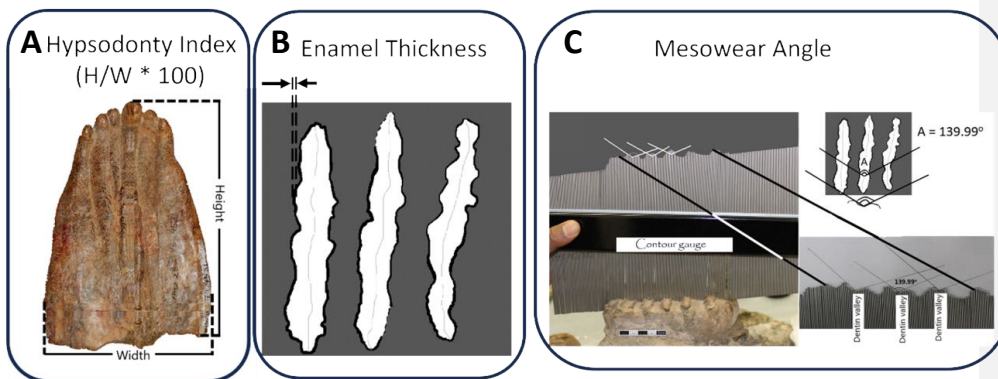 A Hypsodonty Index
(H/W * 100)
Height
Width
B Enamel Thickness
C Mesowear Angle
Contour gauge
A
A = 139.99°
139.99°
Dentin valley
Dentin valley
Dentin valley